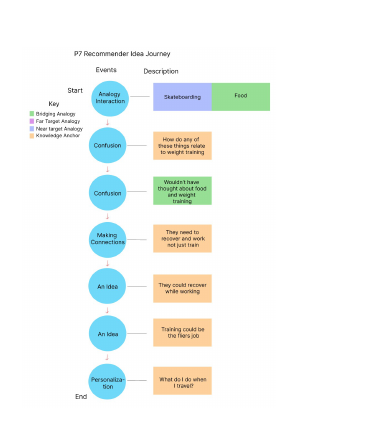 P7 Recommender Idea Journey
Events
Description
Start
Key
Bridging Analogy
Far Target Analogy
Near target Analogy
Knowledge Anchor
Analogy
Interaction
Skateboarding
Food
Confusion
How do any of
these things relate
to weight training
Confusion
Wouldn't have
thought about food
and weight
training
Making
Connections
They need to
recover and work
not just train
An Idea
They could recover
while working
An Idea
Training could be
the fliers job
Personaliza-
tion
What do I do when
I travel?
End